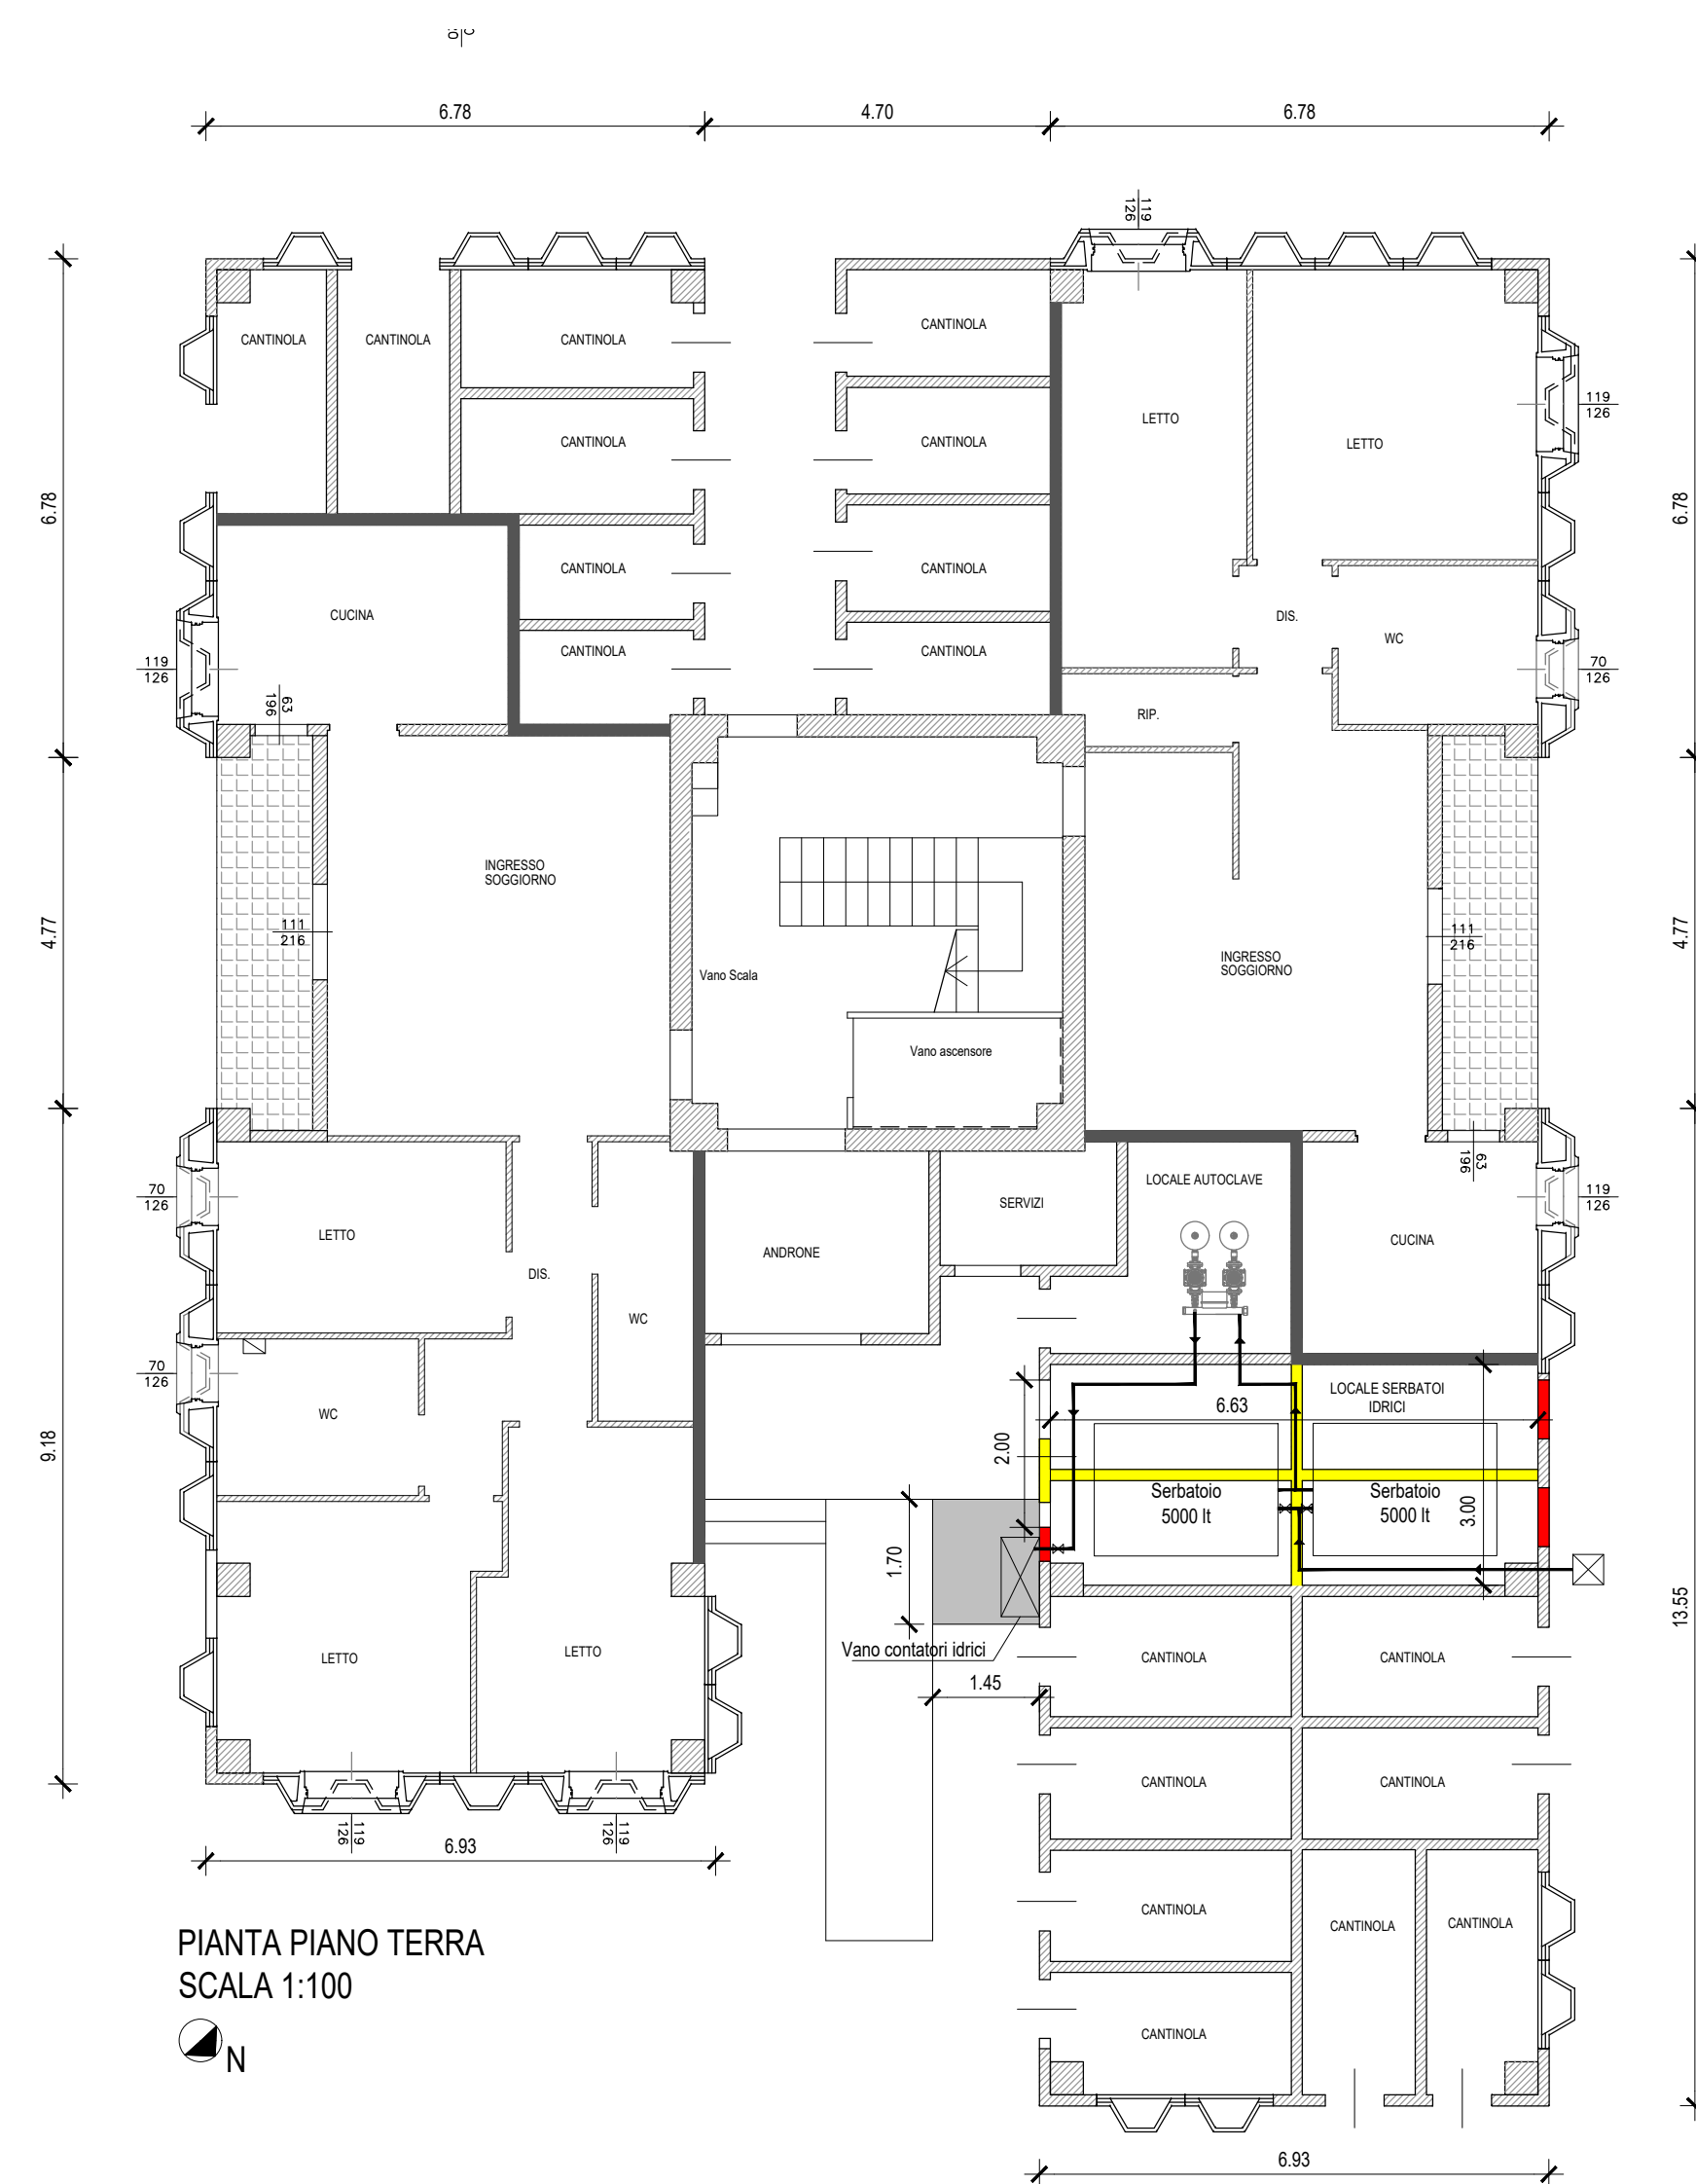 6.78
4.70
6.78
119
126
CANTINOLA
CANTINOLA
CANTINOLA
CANTINOLA
CANTINOLA
CANTINOLA
CANTINOLA
CANTINOLA
CANTINOLA
CANTINOLA
LETTO
LETTO
119
126
6.78
6.78
CUCINA
DIS.
WC
119
126
70
126
63
196
RIP.
INGRESSO
SOGGIORNO
111
216
4.77
Vano Scala
Vano ascensore
INGRESSO
SOGGIORNO
111
216
4.77
LOCALE AUTOCLAVE
63
196
70
126
LETTO
DIS.
ANDRONE
SERVIZI
CUCINA
119
126
WC
70
126
WC
9.18
LOCALE SERBATOI
IDRICI
6.63
2.00
Serbatoio
5000 lt
Serbatoio
5000 lt
3.00
1.70
Vano contatori idrici
1.45
13.55
LETTO
LETTO
CANTINOLA
CANTINOLA
CANTINOLA
CANTINOLA
119
126
119
126
6.93
CANTINOLA
CANTINOLA
CANTINOLA
CANTINOLA
PIANTA PIANO TERRA
SCALA 1:100
N
6.93